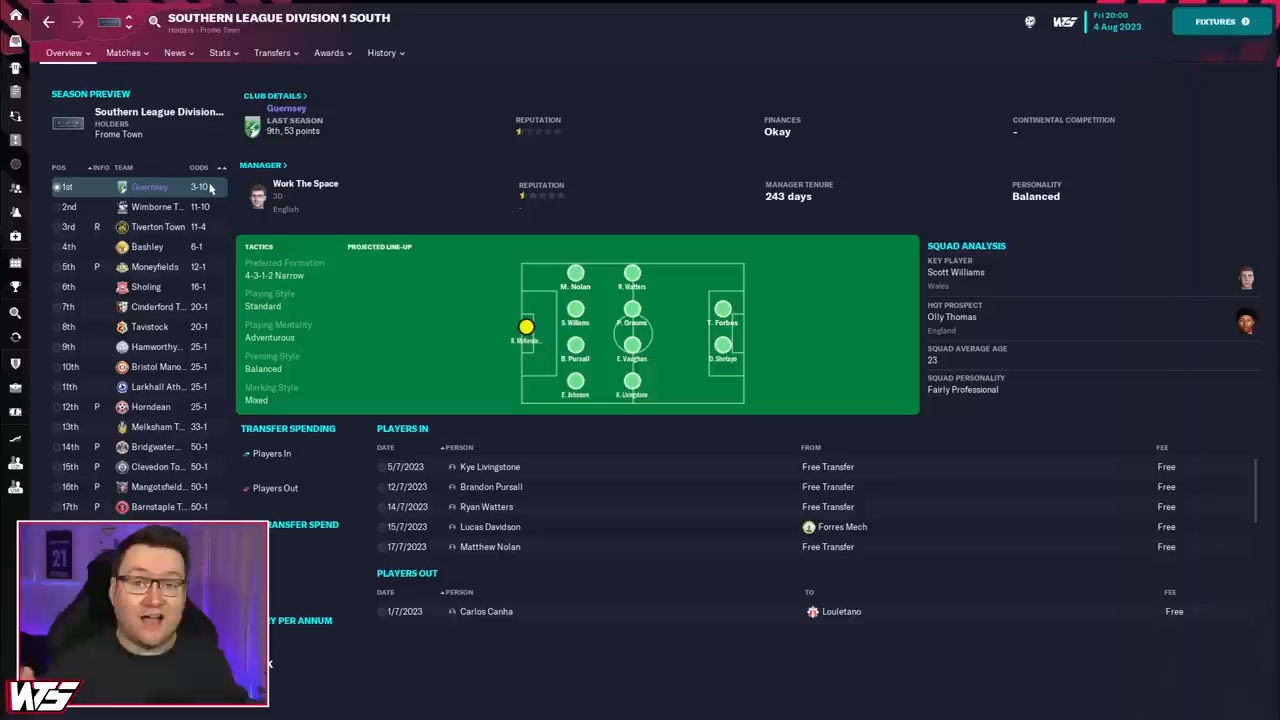 SOUTHERN LEAGUE DIVISION 1 SOUTH
Holders - Frome Town
Fri 20:00
4 Aug 2023
FIXTURES
Overview
Matches
News
Stats
Transfers
Awards
History
SEASON PREVIEW
Southern League Division...
HOLDERS
Frome Town
POS INFO TEAM ODDS
1st Guernsey 3-10
2nd Wimborne T... 11-10
3rd R Tiverton Town 11-4
4th Bashley 6-1
5th P Moneyfields 12-1
6th Sholing 16-1
7th Cinderford T... 20-1
8th Tavistock 20-1
9th Hamworthy... 25-1
10th Bristol Mano... 25-1
11th Larkhall Ath... 25-1
12th P Horndean 25-1
13th Melksham T... 33-1
14th P Bridgwater... 50-1
15th P Clevedon To... 50-1
16th P Mangotsfield... 50-1
17th P Barnstaple T... 50-1
CLUB DETAILS >
Guernsey
LAST SEASON
9th, 53 points
REPUTATION
FINANCES
Okay
CONTINENTAL COMPETITION
-
MANAGER >
Work The Space
3D
English
REPUTATION
-
MANAGER TENURE
243 days
PERSONALITY
Balanced
TACTICS
PROJECTED LINE-UP
Preferred Formation
4-3-1-2 Narrow
Playing Style
Standard
Playing Mentality
Adventurous
Pressing Style
Balanced
Marking Style
Mixed
M. Nolan
R. Watters
S. Williams
P. Grooms
T. Forbes
R. McKenzie...
B. Pursall
E. Vaughan
D. Shotayo
E. Johnson
K. Livingstone
SQUAD ANALYSIS
KEY PLAYER
Scott Williams
Wales
HOT PROSPECT
Olly Thomas
England
SQUAD AVERAGE AGE
23
SQUAD PERSONALITY
Fairly Professional
TRANSFER SPENDING
Players In
Players Out
TRANSFER SPEND
PER ANNUM
PLAYERS IN
DATE PERSON FROM FEE
5/7/2023 Kye Livingstone Free Transfer Free
12/7/2023 Brandon Pursall Free Transfer Free
14/7/2023 Ryan Watters Free Transfer Free
15/7/2023 Lucas Davidson Forres Mech Free
17/7/2023 Matthew Nolan Free Transfer Free
PLAYERS OUT
DATE PERSON TO FEE
1/7/2023 Carlos Canha Louletano Free
21
WTS